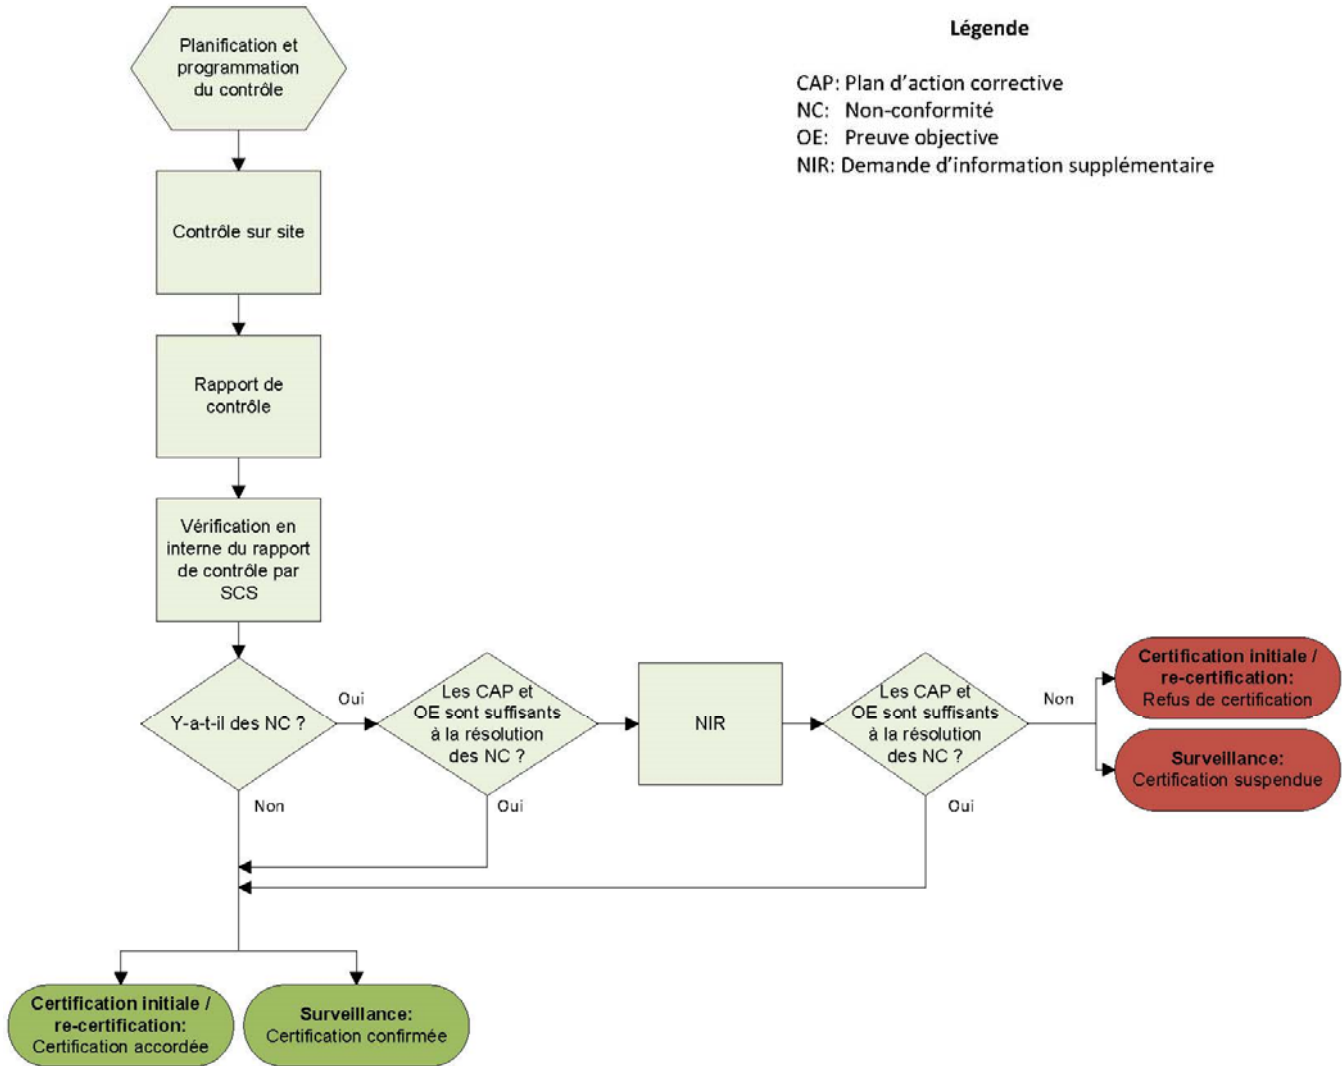 Planification et
programmation
du contrôle
Légende
CAP: Plan d'action corrective
NC: Non-conformité
OE: Preuve objective
NIR: Demande d'information supplémentaire
Contrôle sur site
Rapport de
contrôle
Vérification en
interne du rapport
de contrôle par
SCS
Y-a-t-il des NC ?
Oui
Non
Les CAP et
OE sont suffisants
à la résolution
des NC ?
Oui
NIR
Les CAP et
OE sont suffisants
à la résolution
des NC ?
Non
Oui
Certification initiale /
re-certification:
Refus de certification
Surveillance:
Certification suspendue
Certification initiale /
re-certification:
Certification accordée
Surveillance:
Certification confirmée